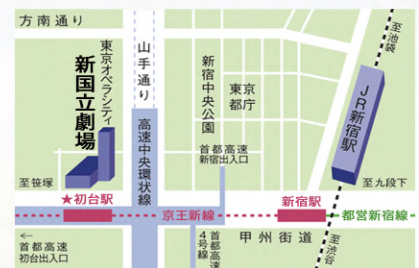 方南通り
山手通り
至池袋
東京オペラシティ
新国立劇場
新宿中央公園
東京
都庁
JR新宿駅
高速中央環状線
首都高速
新宿出入口
至笹塚
至九段下
★初台駅
新宿駅
京王新線
都営新宿線
←
首都高速
初台出入口
首都高速
4号線
甲州街道
至渋谷